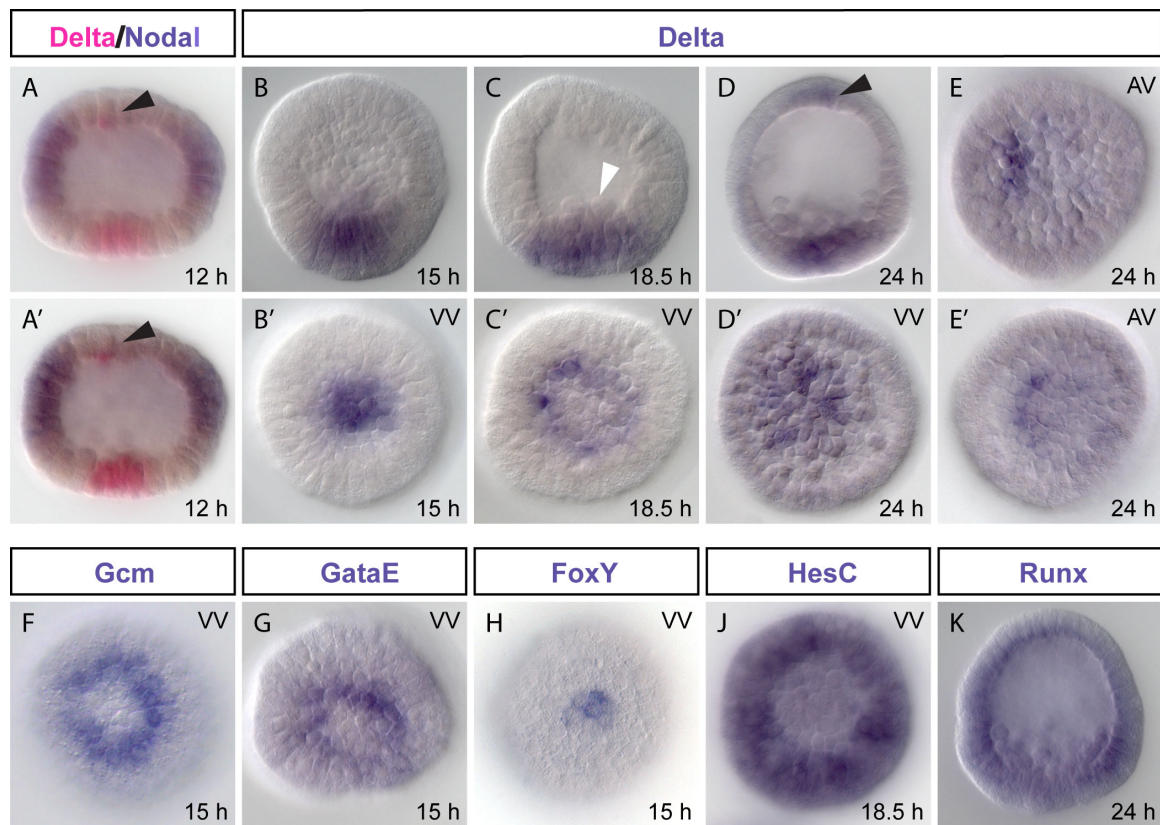 Delta/Nodal
Delta
A
12 h
B
15 h
C
18.5 h
D
24 h
E
AV
24 h
A'
12 h
B'
VV
15 h
C'
VV
18.5 h
D'
VV
24 h
E'
AV
24 h
Gcm
GataE
FoxY
HesC
Runx
F
VV
15 h
G
VV
15 h
H
VV
15 h
J
VV
18.5 h
K
24 h